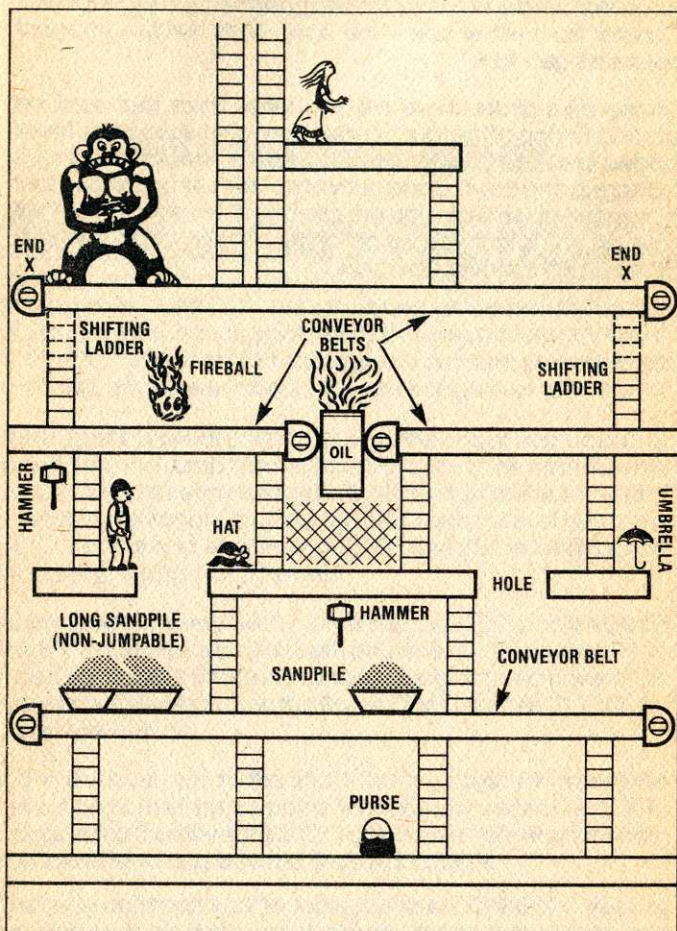 END
X
END
X
SHIFTING
LADDER
CONVEYOR
BELTS
FIREBALL
SHIFTING
LADDER
OIL
HAMMER
HAT
UMBRELLA
HOLE
LONG SANDPILE
(NON-JUMPABLE)
HAMMER
SANDPILE
CONVEYOR BELT
PURSE